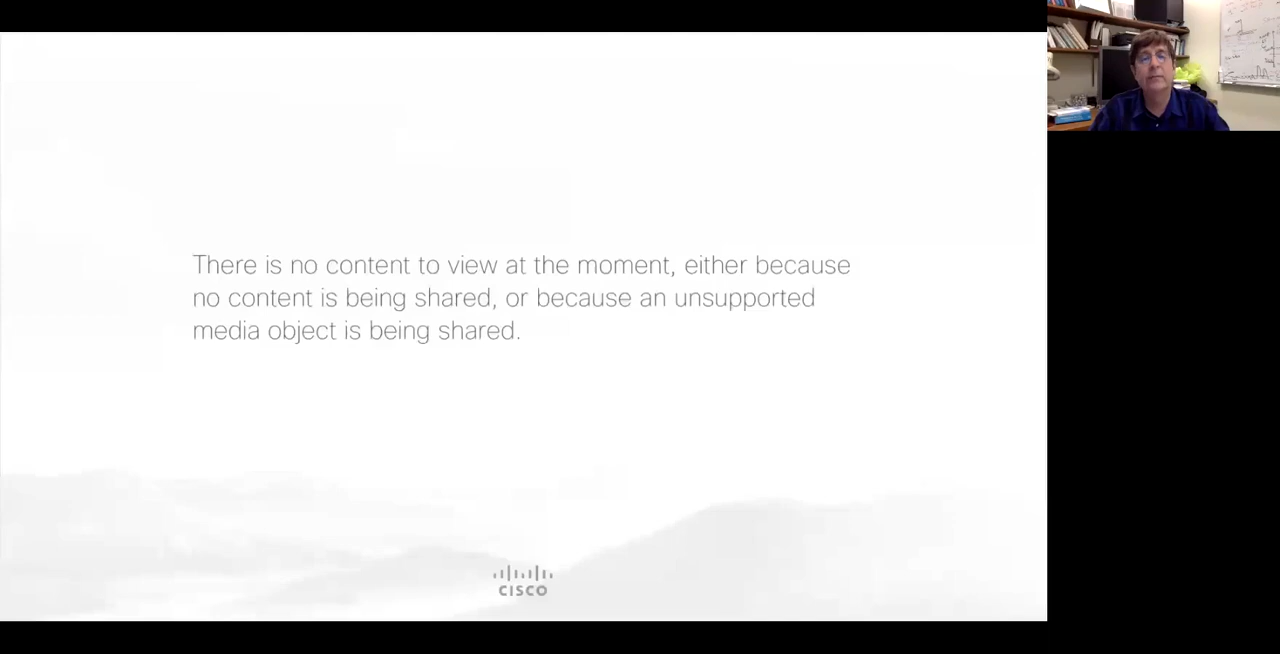 There is no content to view at the moment, either because
no content is being shared, or because an unsupported
media object is being shared.
CISCO